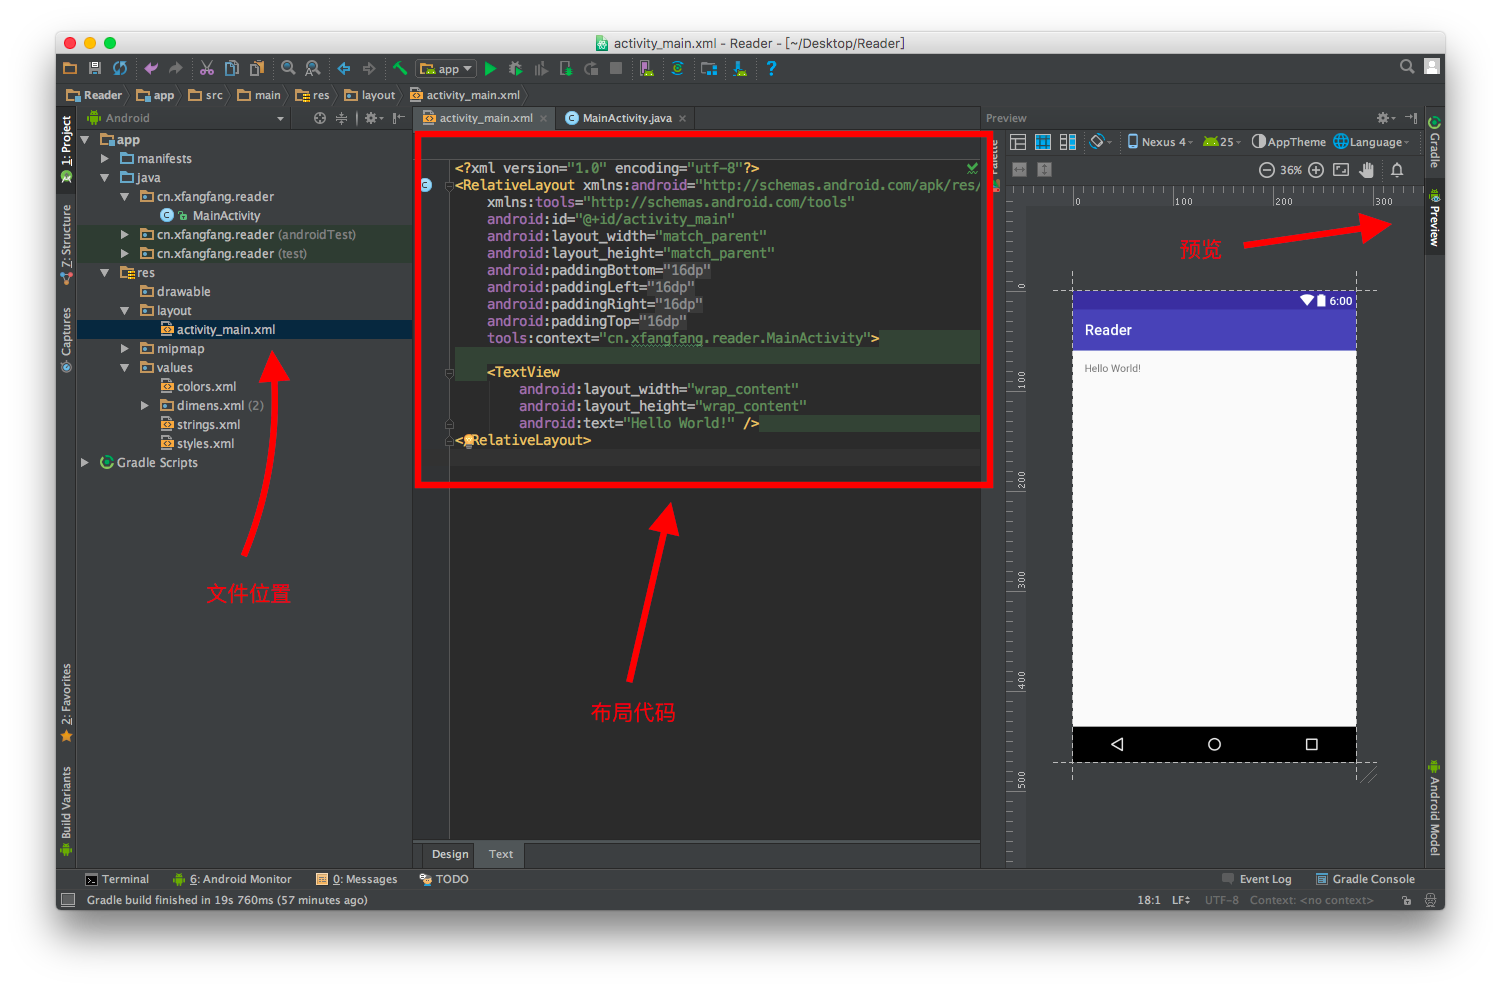 activity_main.xml - Reader - [~/Desktop/Reader]
app
Reader
app
src
main
res
layout
activity_main.xml
Android
activity_main.xml
MainActivity.java
Preview
1: Project
Z: Structure
Captures
2: Favorites
Build Variants
app
manifests
java
cn.xfangfang.reader
MainActivity
cn.xfangfang.reader (androidTest)
cn.xfangfang.reader (test)
res
drawable
layout
activity_main.xml
mipmap
values
colors.xml
dimens.xml (2)
strings.xml
styles.xml
Gradle Scripts
文件位置
<?xml version="1.0" encoding="utf-8"?>
<RelativeLayout xmlns:android="http://schemas.android.com/apk/res/
xmlns:tools="http://schemas.android.com/tools"
android:id="@+id/activity_main"
android:layout_width="match_parent"
android:layout_height="match_parent"
android:paddingBottom="16dp"
android:paddingLeft="16dp"
android:paddingRight="16dp"
android:paddingTop="16dp"
tools:context="cn.xfangfang.reader.MainActivity">
<TextView
android:layout_width="wrap_content"
android:layout_height="wrap_content"
android:text="Hello World!" />
<RelativeLayout>
布局代码
Design
Text
Nexus 4
25
AppTheme
Language
36%
0
100
200
300
预览
0
100
200
300
400
500
6:00
Reader
Hello World!
Gradle
Preview
Android Model
Terminal
6: Android Monitor
0: Messages
TODO
Event Log
Gradle Console
Gradle build finished in 19s 760ms (57 minutes ago)
18:1
LF
UTF-8
Context: <no context>